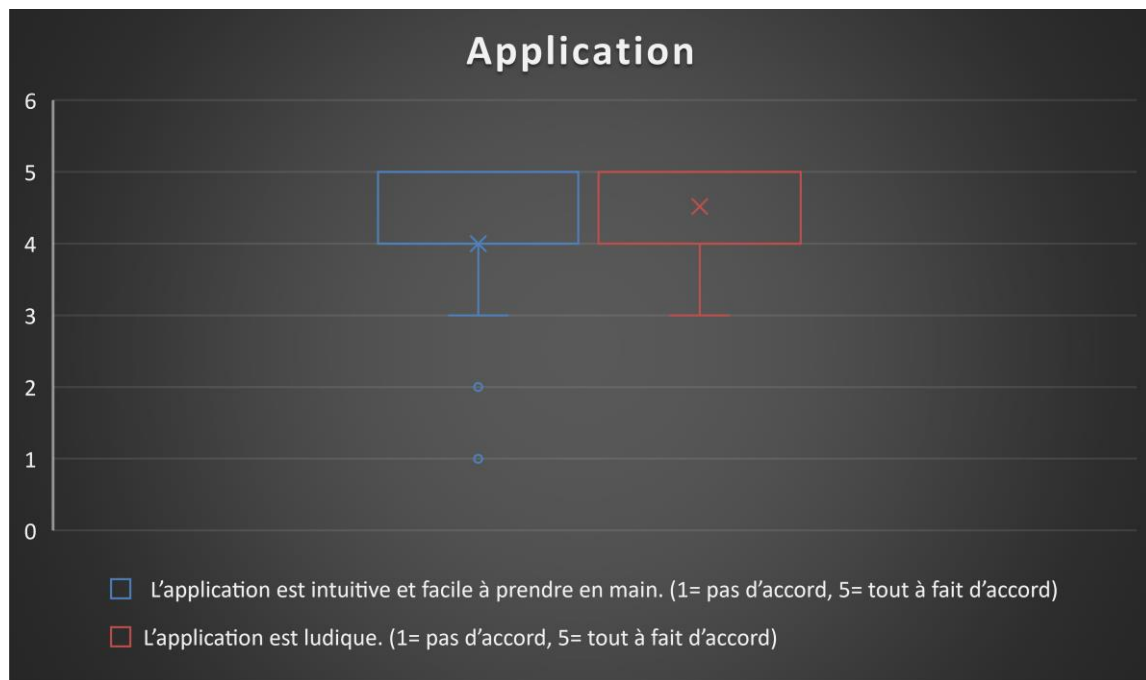 Application
6
5
4
3
2
1
0
L’application est intuitive et facile à prendre en main. (1= pas d’accord, 5= tout à fait d’accord)
L’application est ludique. (1= pas d’accord, 5= tout à fait d’accord)